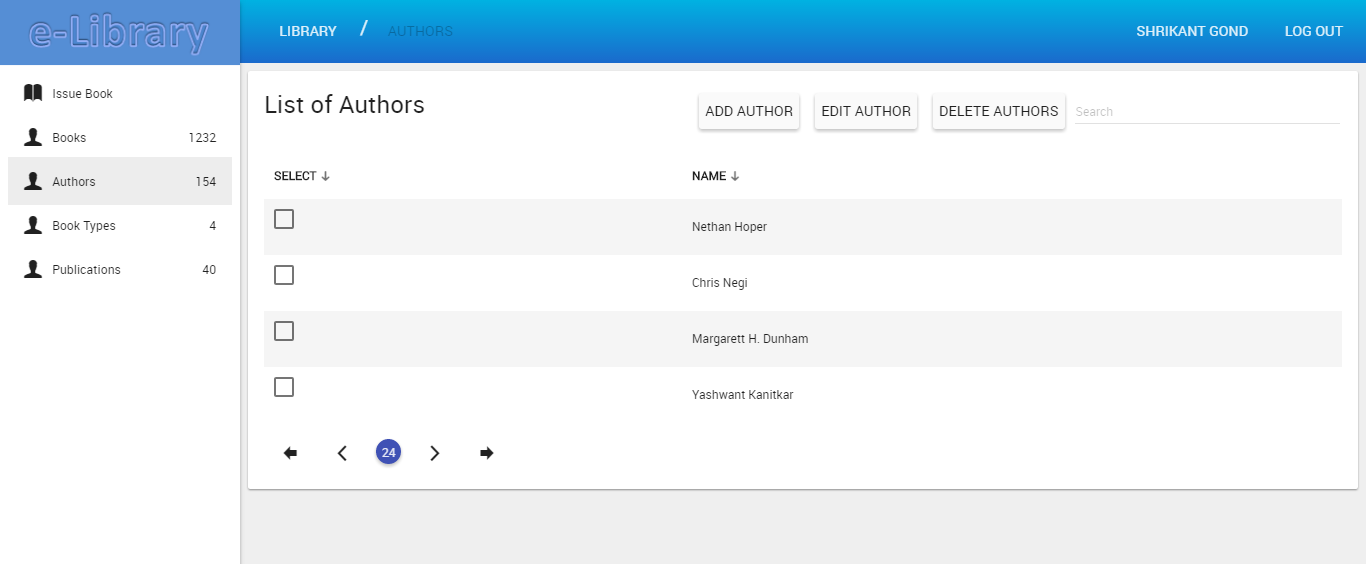 e-Library
LIBRARY / AUTHORS SHRIKANT GOND LOG OUT
Issue Book
Books 1232
Authors 154
Book Types 4
Publications 40
List of Authors ADD AUTHOR EDIT AUTHOR DELETE AUTHORS Search
SELECT NAME
Nethan Hoper
Chris Negi
Margarett H. Dunham
Yashwant Kanitkar
24